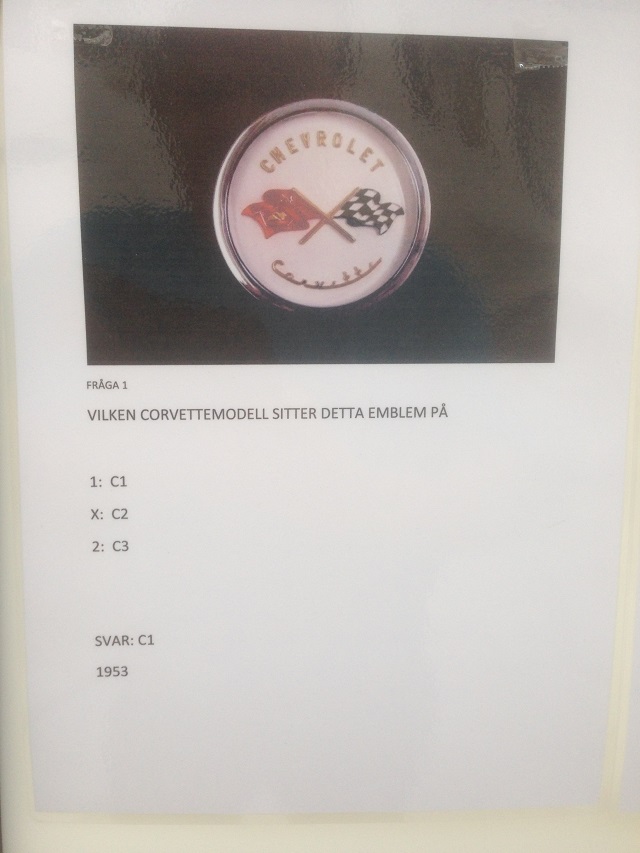 CHEVROLET
Corvette
FRÅGA 1
VILKEN CORVETTEMODELL SITTER DETTA EMBLEM PÅ
1: C1
X: C2
2: C3
SVAR: C1
1953